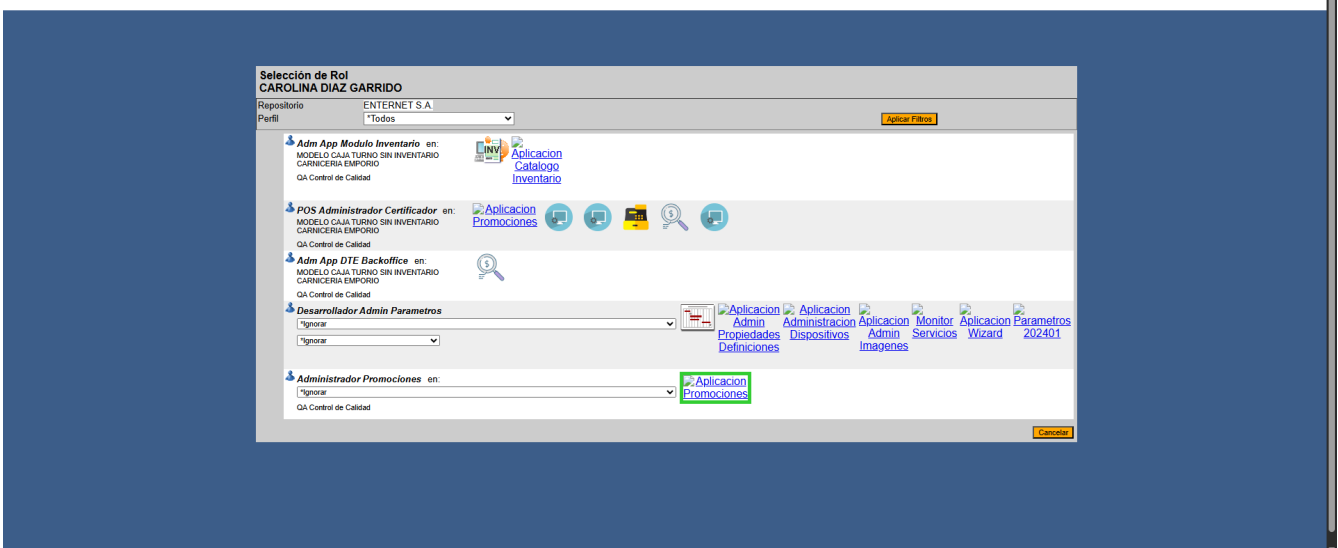 Selección de Rol
CAROLINA DIAZ GARRIDO
Repositorio ENTERNET S.A.
Perfil *Todos Aplicar Filtros
Adm App Modulo Inventario en:
MODELO CAJA TURNO SIN INVENTARIO
CARNICERIA EMPORIO
QA Control de Calidad
INV
Aplicacion
Catalogo
Inventario
POS Administrador Certificador en:
MODELO CAJA TURNO SIN INVENTARIO
CARNICERIA EMPORIO
QA Control de Calidad
Aplicacion
Promociones
Adm App DTE Backoffice en:
MODELO CAJA TURNO SIN INVENTARIO
CARNICERIA EMPORIO
QA Control de Calidad
Desarrollador Admin Parametros
*Ignorar
*Ignorar
Aplicacion
Admin
Propiedades
Definiciones
Aplicacion
Administracion
Dispositivos
Aplicacion
Admin
Imagenes
Monitor
Servicios
Aplicacion
Wizard
Parametros
202401
Administrador Promociones en:
*Ignorar
QA Control de Calidad
Aplicacion
Promociones
Cancelar